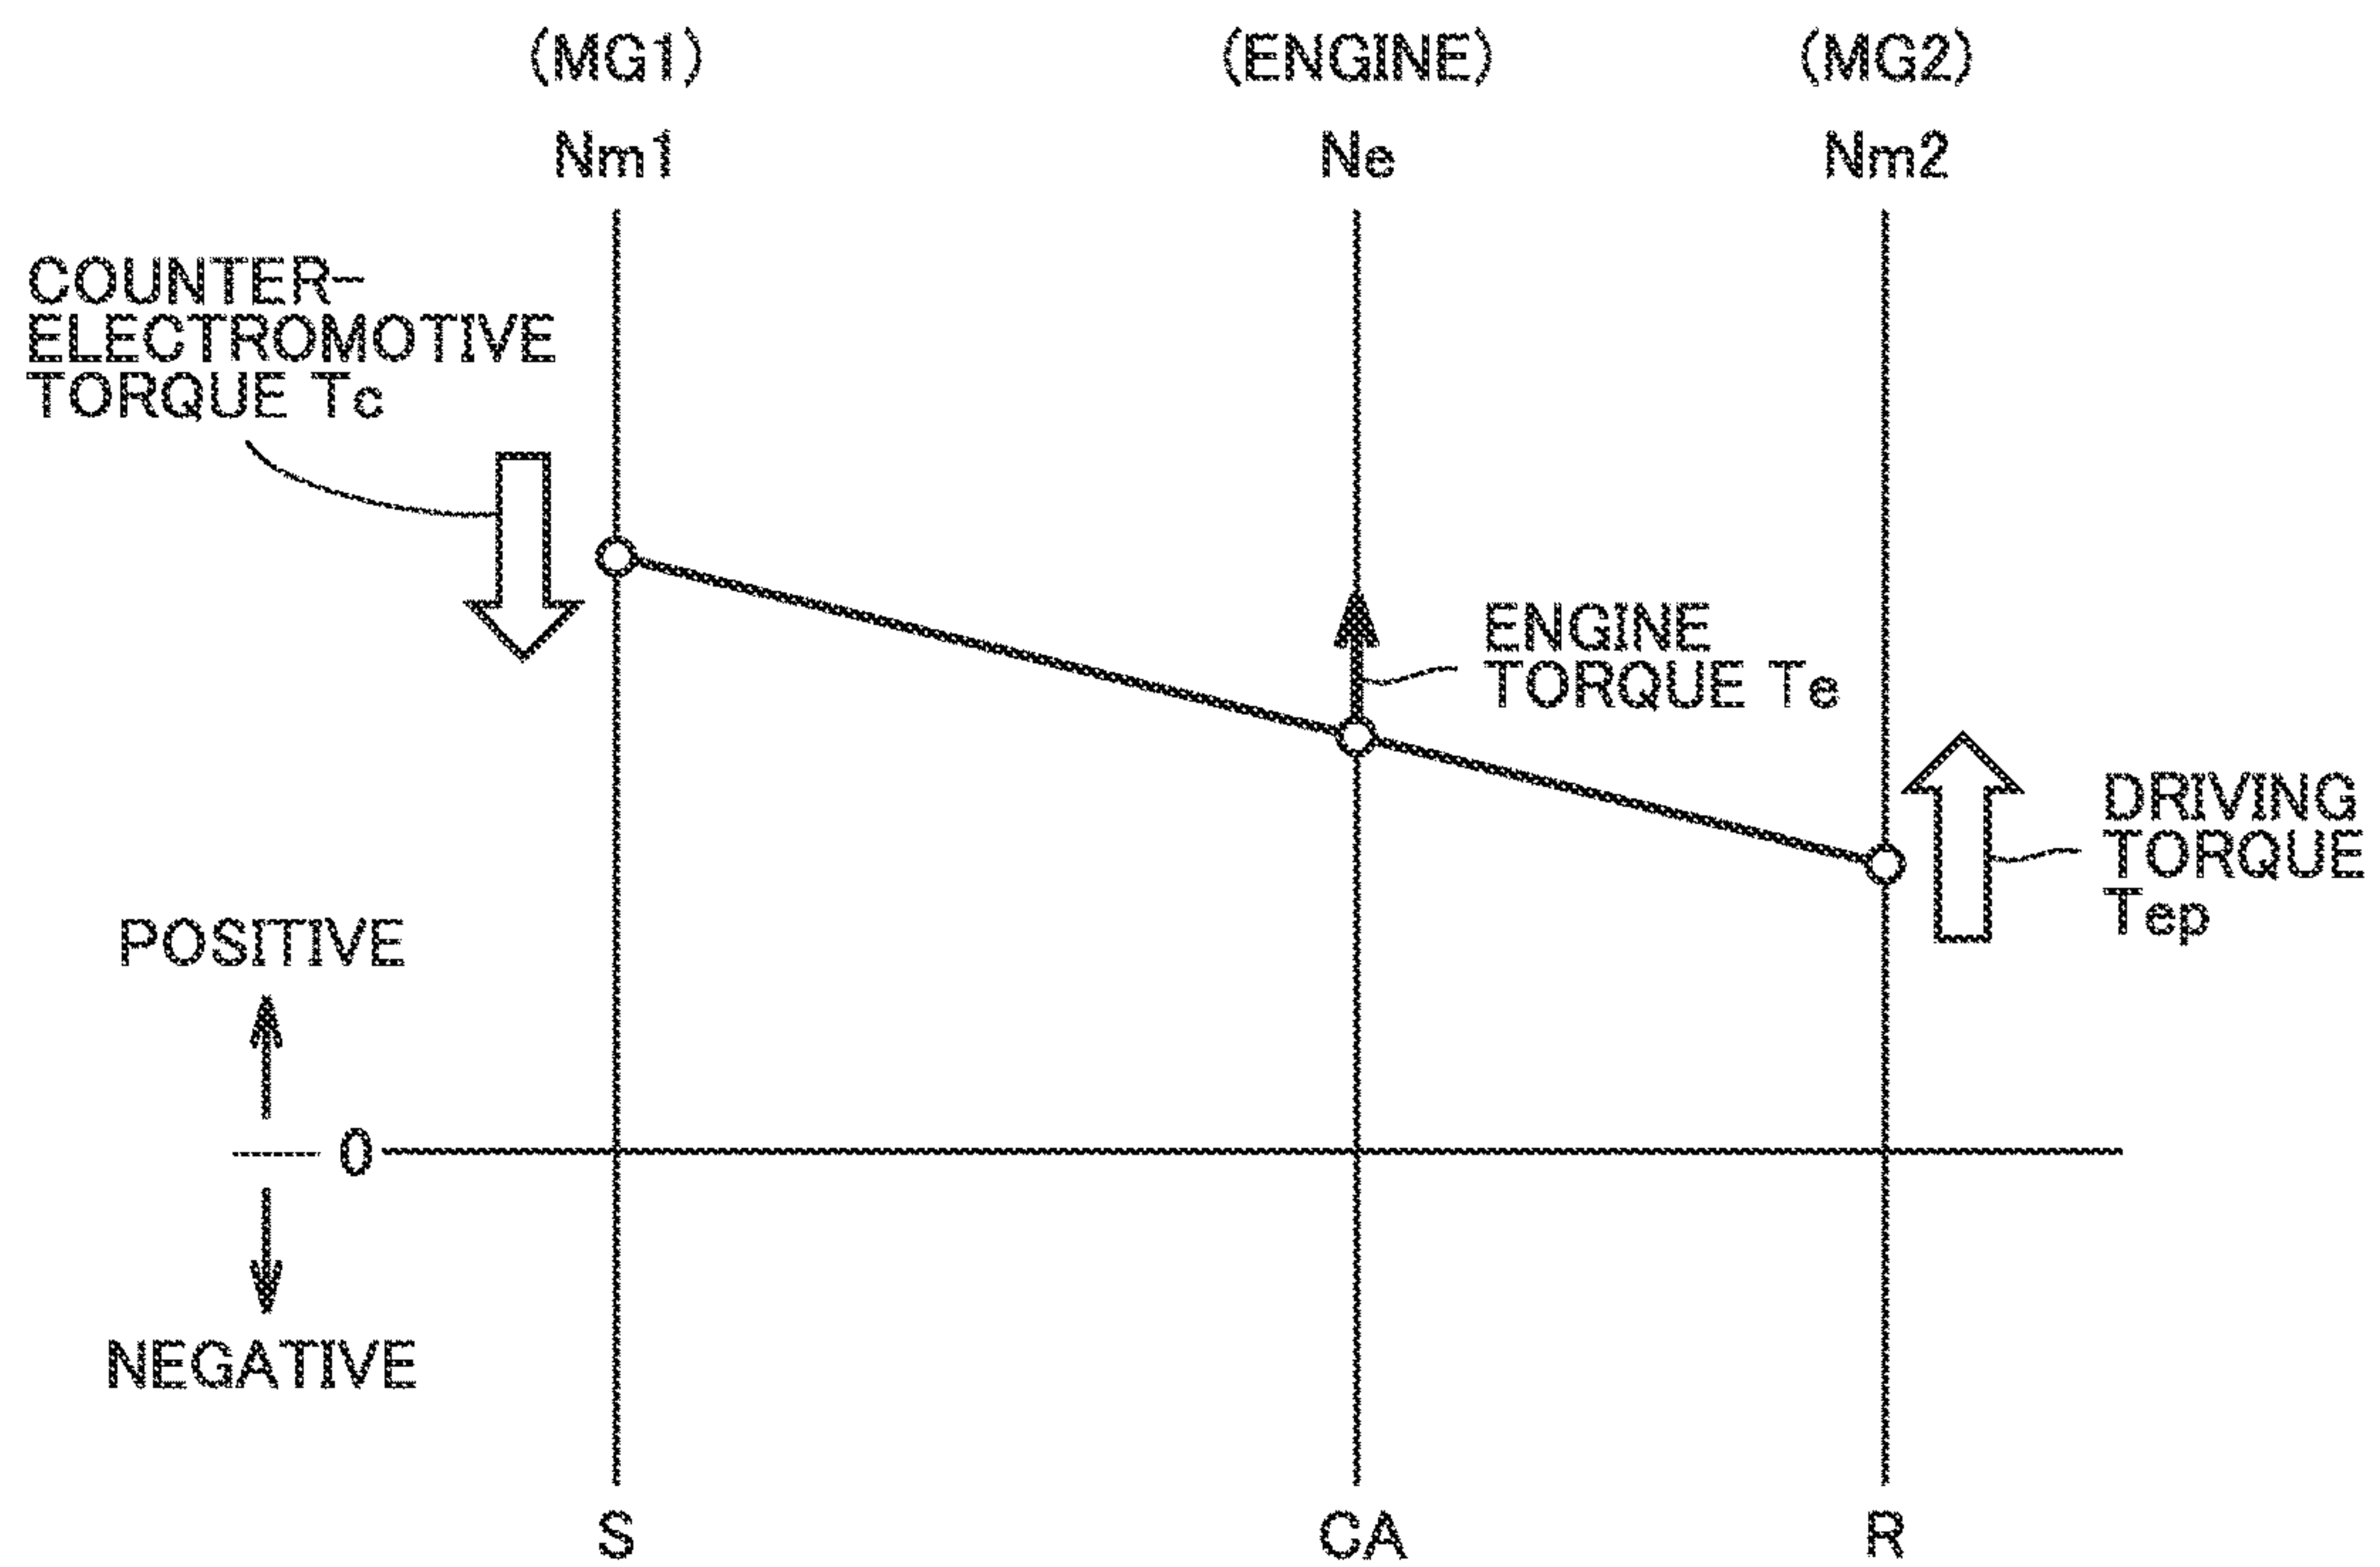 (MG1)
(ENGINE)
(MG2)
Nm1
Ne
Nm2
COUNTER-
ELECTROMOTIVE
TORQUE Tc
ENGINE
TORQUE Te
DRIVING
TORQUE
Tep
POSITIVE
0
NEGATIVE
S
CA
R